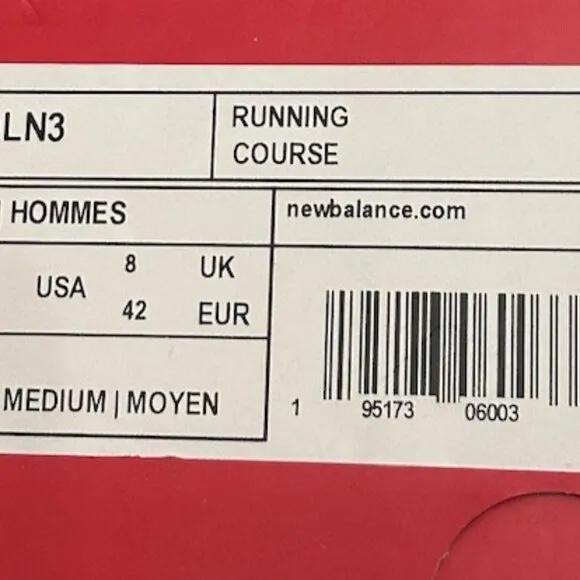 LN3
RUNNING
COURSE
| HOMMES
newbalance.com
USA
8 UK
42 EUR
MEDIUM | MOYEN
1 95173 06003